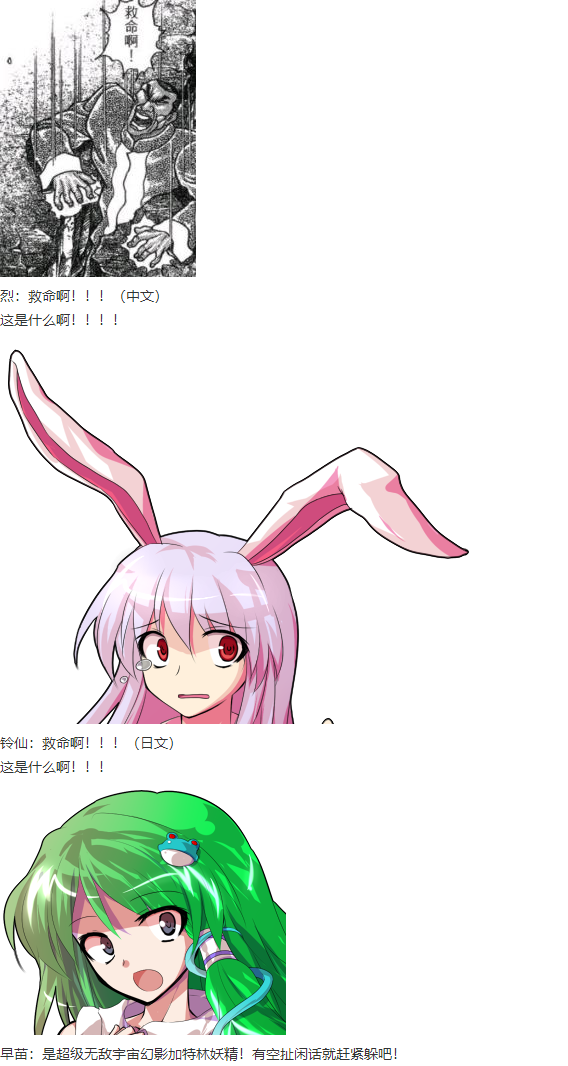 救命啊！
烈：救命啊！！！（中文）
这是什么啊！！！！
铃仙：救命啊！！！（日文）
这是什么啊！！！
早苗：是超级无敌宇宙幻影加特林妖精！有空扯闲话就赶紧躲吧！